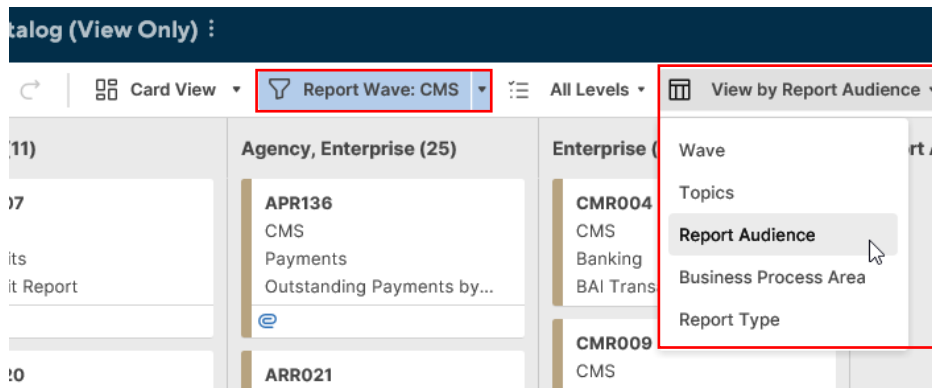 talog (View Only)
Card View
Report Wave: CMS
All Levels
View by Report Audience
11)
Agency, Enterprise (25)
Enterprise (
rt
Wave
Topics
Report Audience
Business Process Area
Report Type
07
its
it Report
20
APR136
CMS
Payments
Outstanding Payments by...
ARR021
CMR004
CMS
Banking
BAI Trans
CMR009
CMS